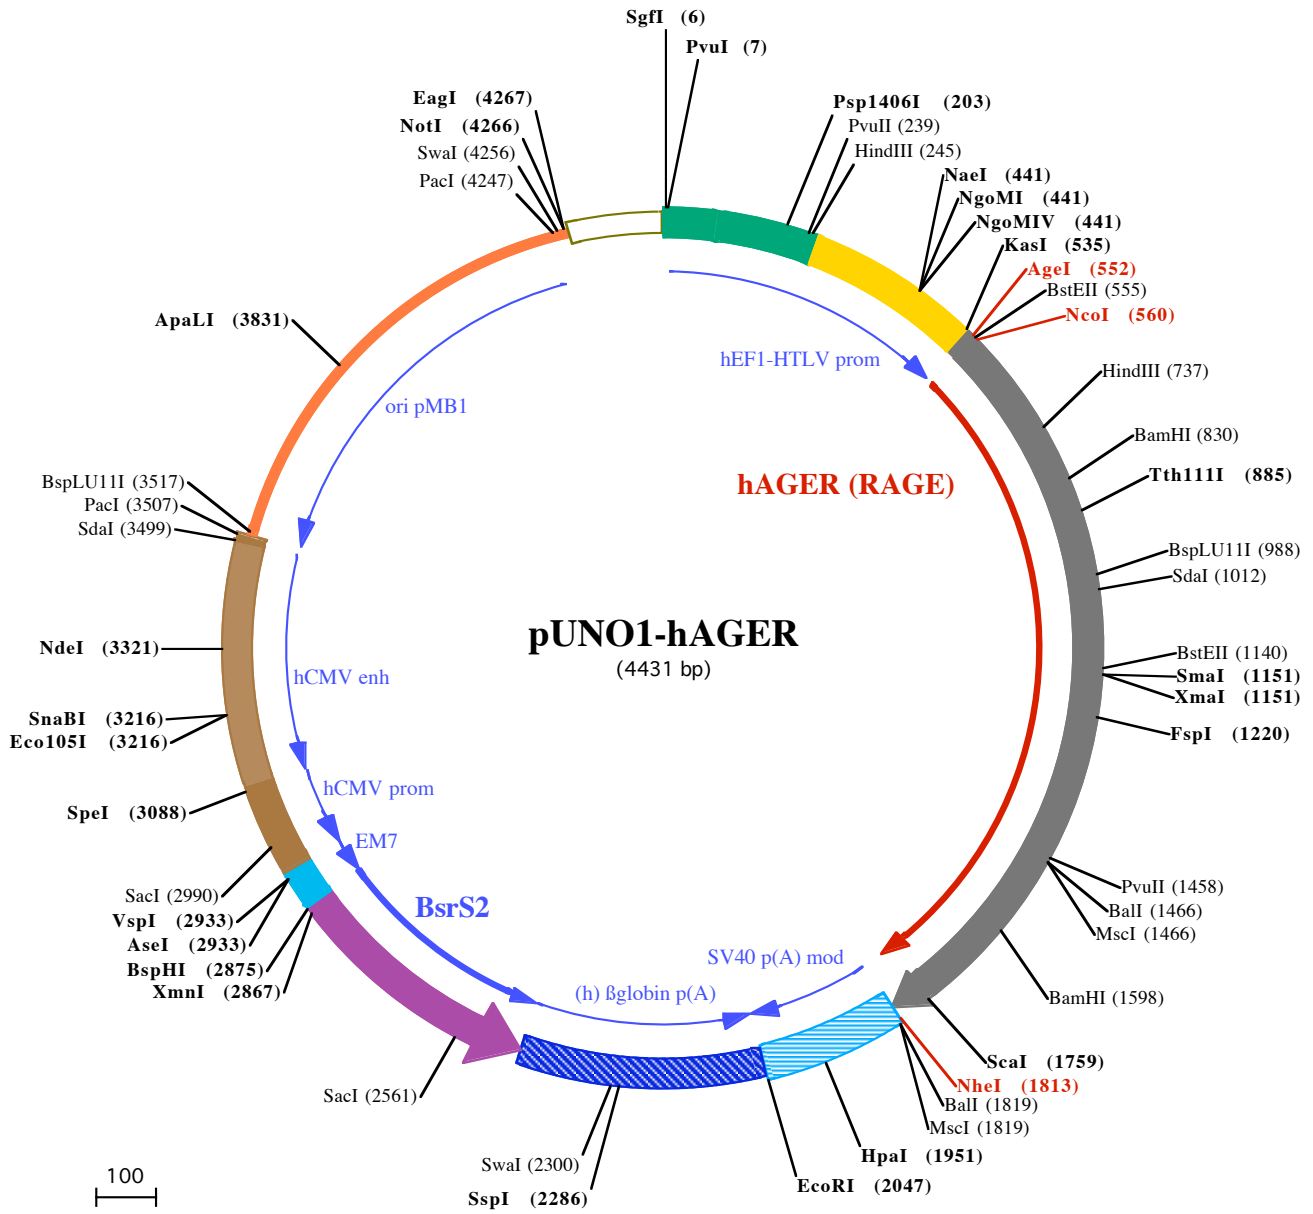 SgfI (6)
PvuI (7)
EagI (4267)
NotI (4266)
SwaI (4256)
PacI (4247)
Psp1406I (203)
PvuII (239)
HindIII (245)
NaeI (441)
NgoMI (441)
NgoMIV (441)
KasI (535)
AgeI (552)
BstEII (555)
NcoI (560)
ApaLI (3831)
hEF1-HTLV prom
HindIII (737)
ori pMB1
BamHI (830)
Tth111I (885)
hAGER (RAGE)
BspLU11I (3517)
PacI (3507)
SdaI (3499)
BspLU11I (988)
SdaI (1012)
pUNO1-hAGER
(4431 bp)
NdeI (3321)
hCMV enh
BstEII (1140)
SmaI (1151)
XmaI (1151)
SnaBI (3216)
Eco105I (3216)
FspI (1220)
hCMV prom
SpeI (3088)
EM7
SacI (2990)
VspI (2933)
AseI (2933)
BspHI (2875)
XmnI (2867)
BsrS2
PvuII (1458)
BalI (1466)
MscI (1466)
SV40 p(A) mod
(h) ßglobin p(A)
BamHI (1598)
ScaI (1759)
NheI (1813)
BalI (1819)
MscI (1819)
SacI (2561)
HpaI (1951)
EcoRI (2047)
SwaI (2300)
SspI (2286)
100